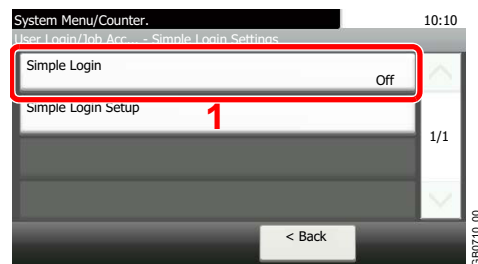 System Menu/Counter.
10:10
User Login/Job Acc... - Simple Login Settings
Simple Login
Off
Simple Login Setup
1
1/1
< Back
GB0710_00